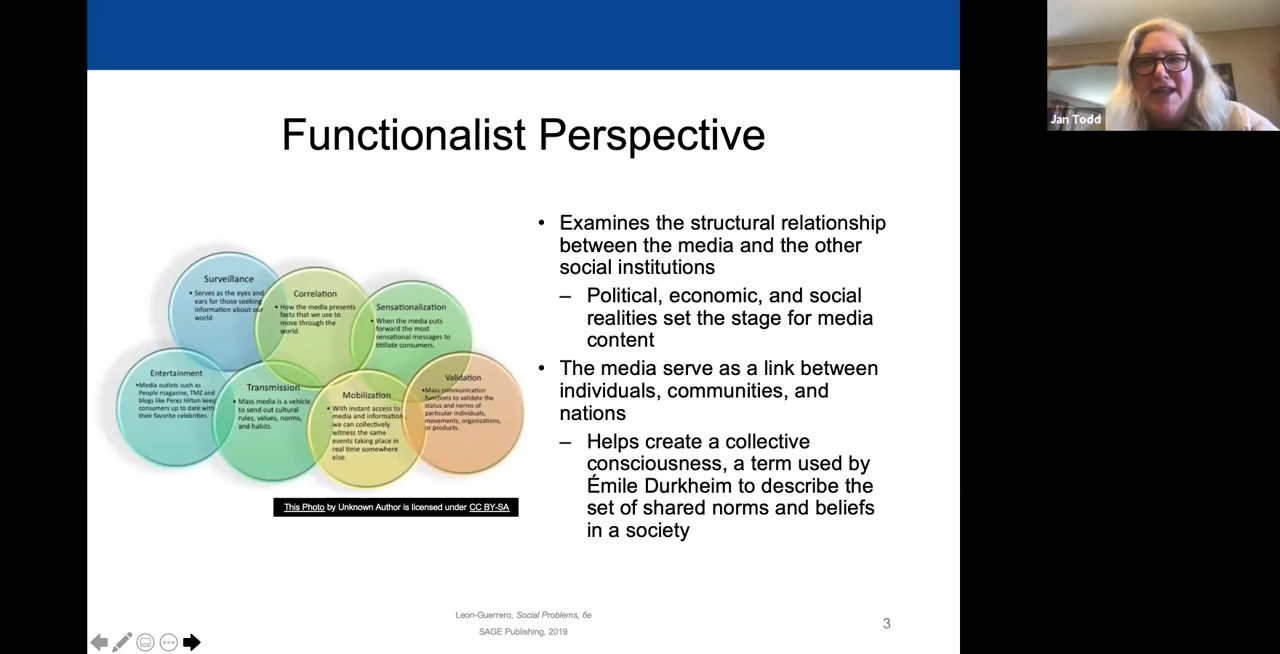 Functionalist Perspective
Surveillance
• Serves as the eyes and
ears for those seeking
information about our
world.
Correlation
• How the media presents
facts that we use to
move through the
world.
Sensationalization
• When the media puts
forward the most
sensational messages to
titillate consumers.
Entertainment
•Media outlets such as
People magazine, TMZ and
blogs like Perez Hilton keep
consumers up to date with
their favorite celebrities.
Transmission
• Mass media is a vehicle
to send out cultural
rules, values, norms,
and habits.
Mobilization
• With instant access to
media and information,
we can collectively
witness the same
events taking place in
real time somewhere
else.
Validation
•Mass communication
functions to validate the
status and norms of
particular individuals,
movements, organizations,
or products.
This Photo by Unknown Author is licensed under CC BY-SA
• Examines the structural relationship
between the media and the other
social institutions
– Political, economic, and social
realities set the stage for media
content
• The media serve as a link between
individuals, communities, and
nations
– Helps create a collective
consciousness, a term used by
Émile Durkheim to describe the
set of shared norms and beliefs
in a society
Leon-Guerrero, Social Problems, 6e
SAGE Publishing, 2019
3
Jan Todd